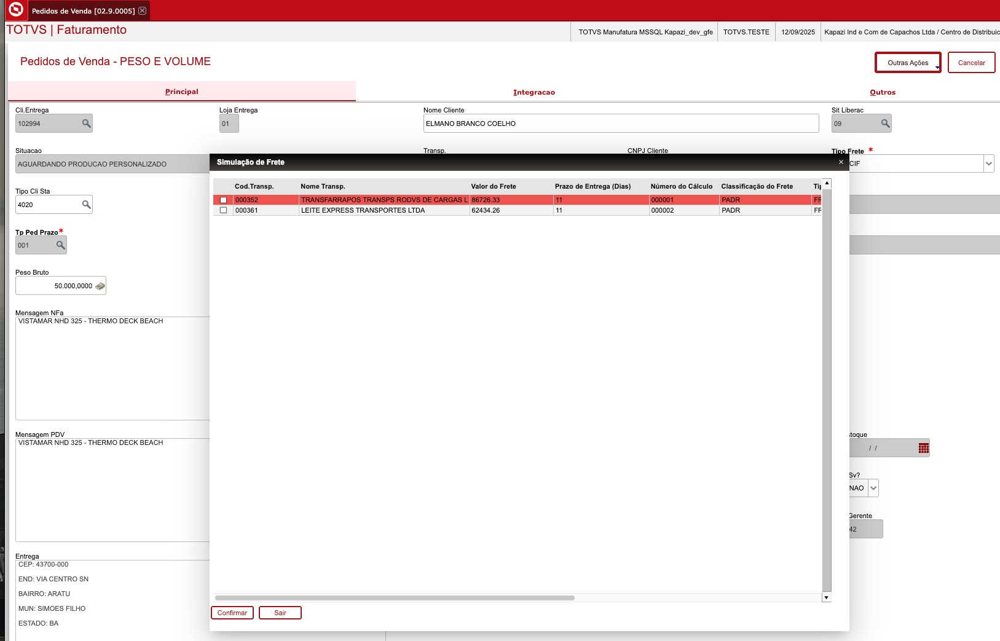 Pedidos de Venda [02.9.0005]
TOTVS | Faturamento
TOTVS Manufatura MSSQL Kapazi_dev_gfe
TOTVS.TESTE
12/09/2025
Kapazi Ind e Com de Capachos Ltda / Centro de Distribuic
Pedidos de Venda - PESO E VOLUME
Outras Ações
Cancelar
Principal
Integracao
Outros
Cli.Entrega
Loja Entrega
Nome Cliente
Sit Liberac
102994
01
ELMANO BRANCO COELHO
09
Situacao
Transp.
CNPJ Cliente
Tipo Frete *
AGUARDANDO PRODUCAO PERSONALIZADO
CIF
Simulação de Frete
×
Cod.Transp. Nome Transp. Valor do Frete Prazo de Entrega (Dias) Número do Cálculo Classificação do Frete Tip
000352 TRANSFARRAPOS TRANSPS RODVS DE CARGAS L 86726.33 11 000001 PADR FR
000361 LEITE EXPRESS TRANSPORTES LTDA 62434.26 11 000002 PADR FR
Confirmar
Sair
Tipo Cli Sta
4020
Tp Ped Prazo*
001
Peso Bruto
50.000,0000
Mensagem NFa
VISTAMAR NHD 325 - THERMO DECK BEACH
Mensagem PDV
VISTAMAR NHD 325 - THERMO DECK BEACH
stoque
/ /
Sv?
NAO
Gerente
42
Entrega
CEP: 43700-000
END: VIA CENTRO SN
BAIRRO: ARATU
MUN: SIMOES FILHO
ESTADO: BA